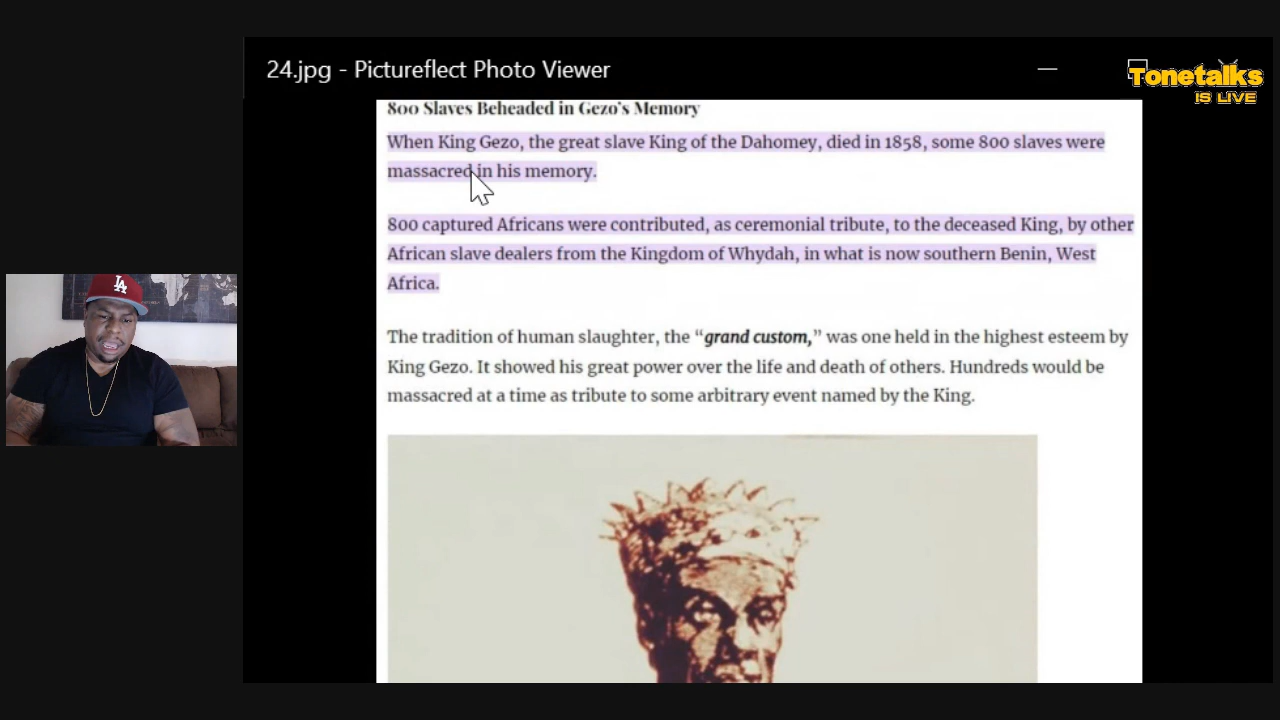 24.jpg - Pictureflect Photo Viewer
Tonetalks
IS LIVE
800 Slaves Beheaded in Gezo's Memory
When King Gezo, the great slave King of the Dahomey, died in 1858, some 800 slaves were
massacred in his memory.
800 captured Africans were contributed, as ceremonial tribute, to the deceased King, by other
African slave dealers from the Kingdom of Whydah, in what is now southern Benin, West
Africa.
The tradition of human slaughter, the “grand custom,” was one held in the highest esteem by
King Gezo. It showed his great power over the life and death of others. Hundreds would be
massacred at a time as tribute to some arbitrary event named by the King.
LA